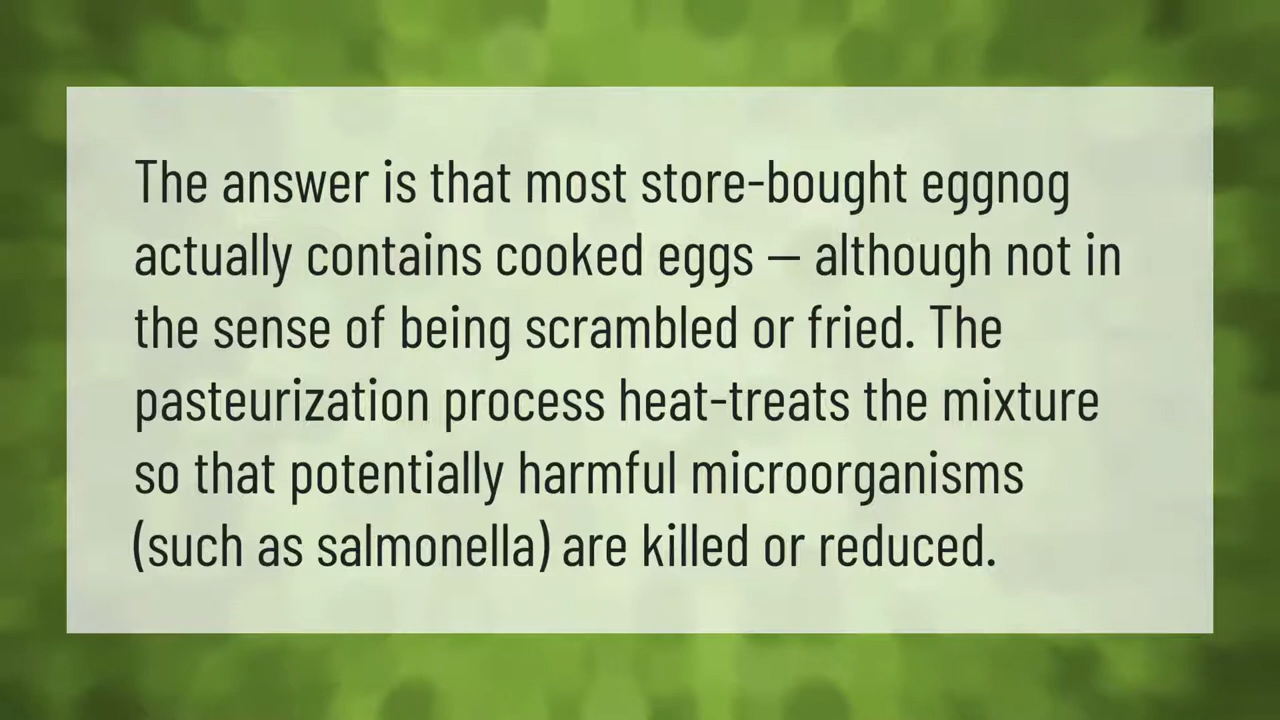 The answer is that most store-bought eggnog
actually contains cooked eggs – although not in
the sense of being scrambled or fried. The
pasteurization process heat-treats the mixture
so that potentially harmful microorganisms
(such as salmonella) are killed or reduced.